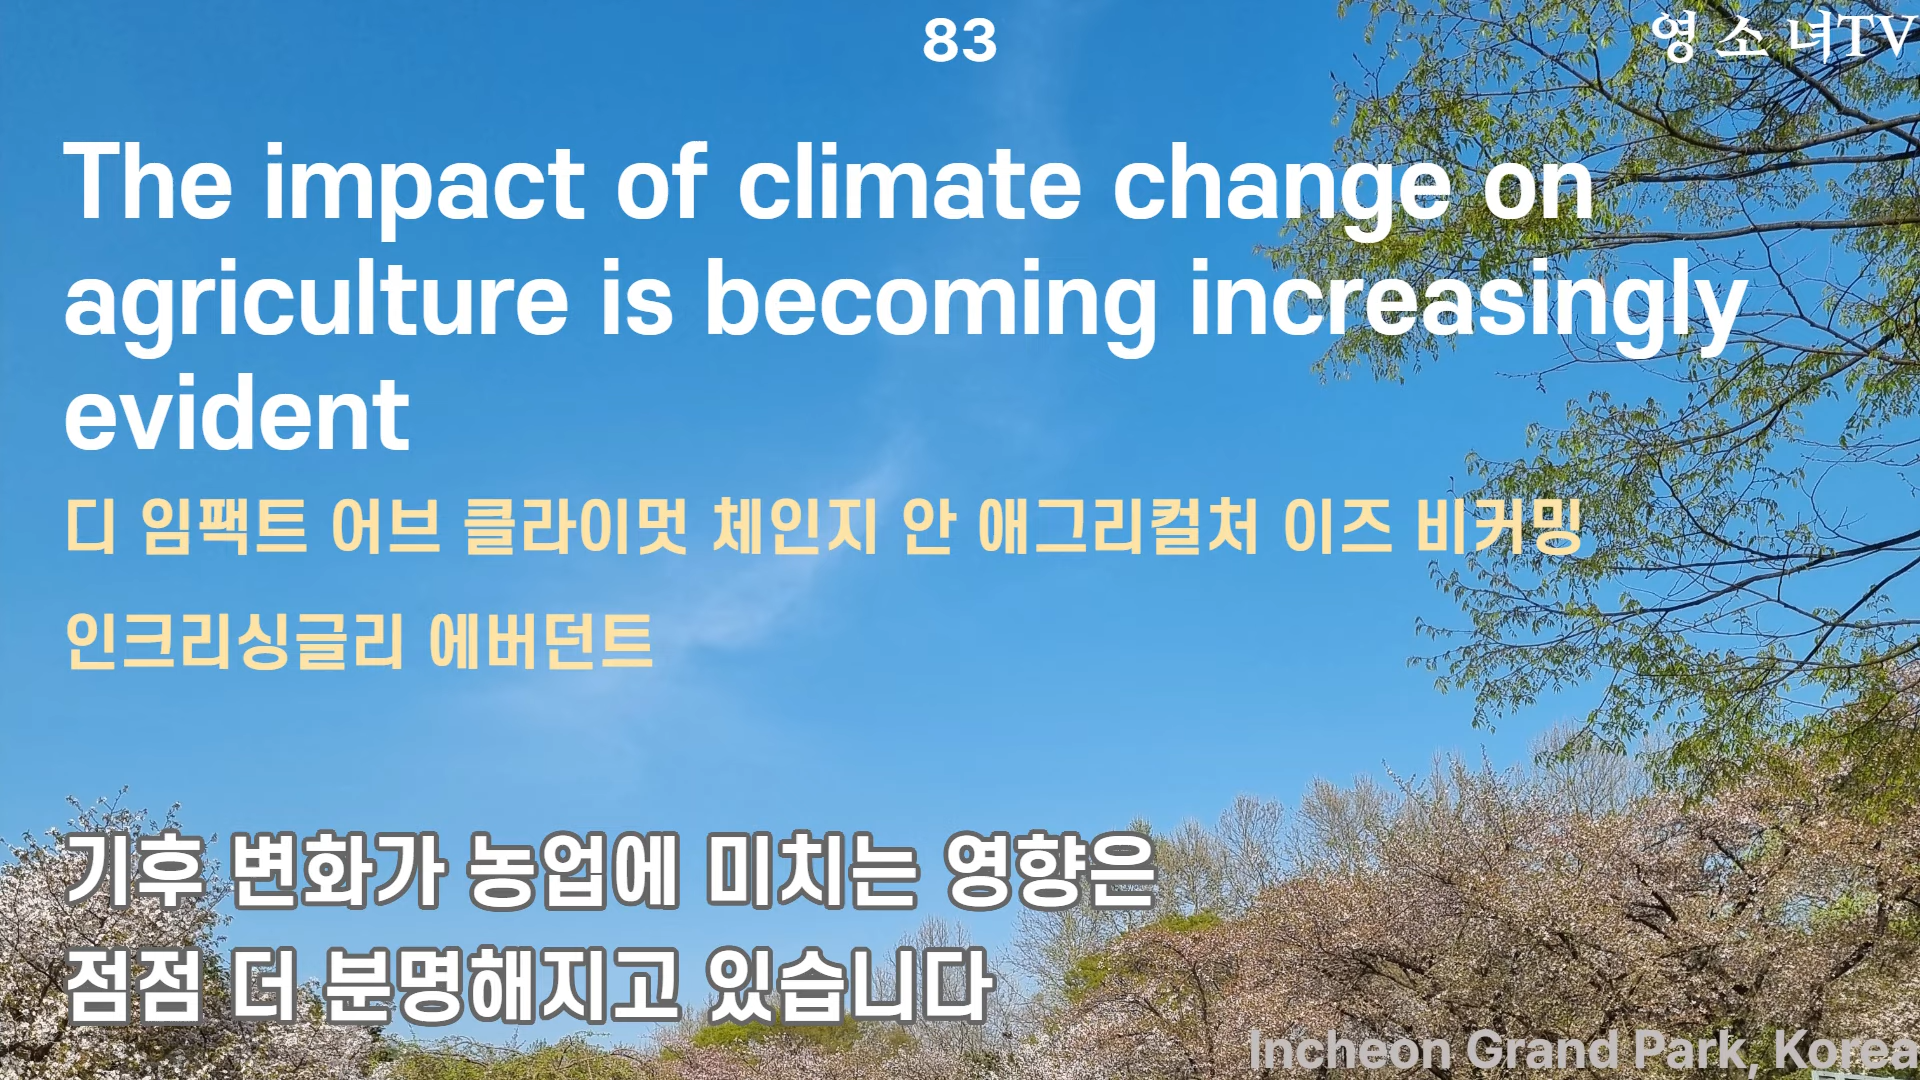 83
영 소 녀TV
The impact of climate change on
agriculture is becoming increasingly
evident
디 임팩트 어브 클라이멋 체인지 안 애그리컬처 이즈 비커밍
인크리싱글리 에버던트
기후 변화가 농업에 미치는 영향은
점점 더 분명해지고 있습니다
Incheon Grand Park, Korea